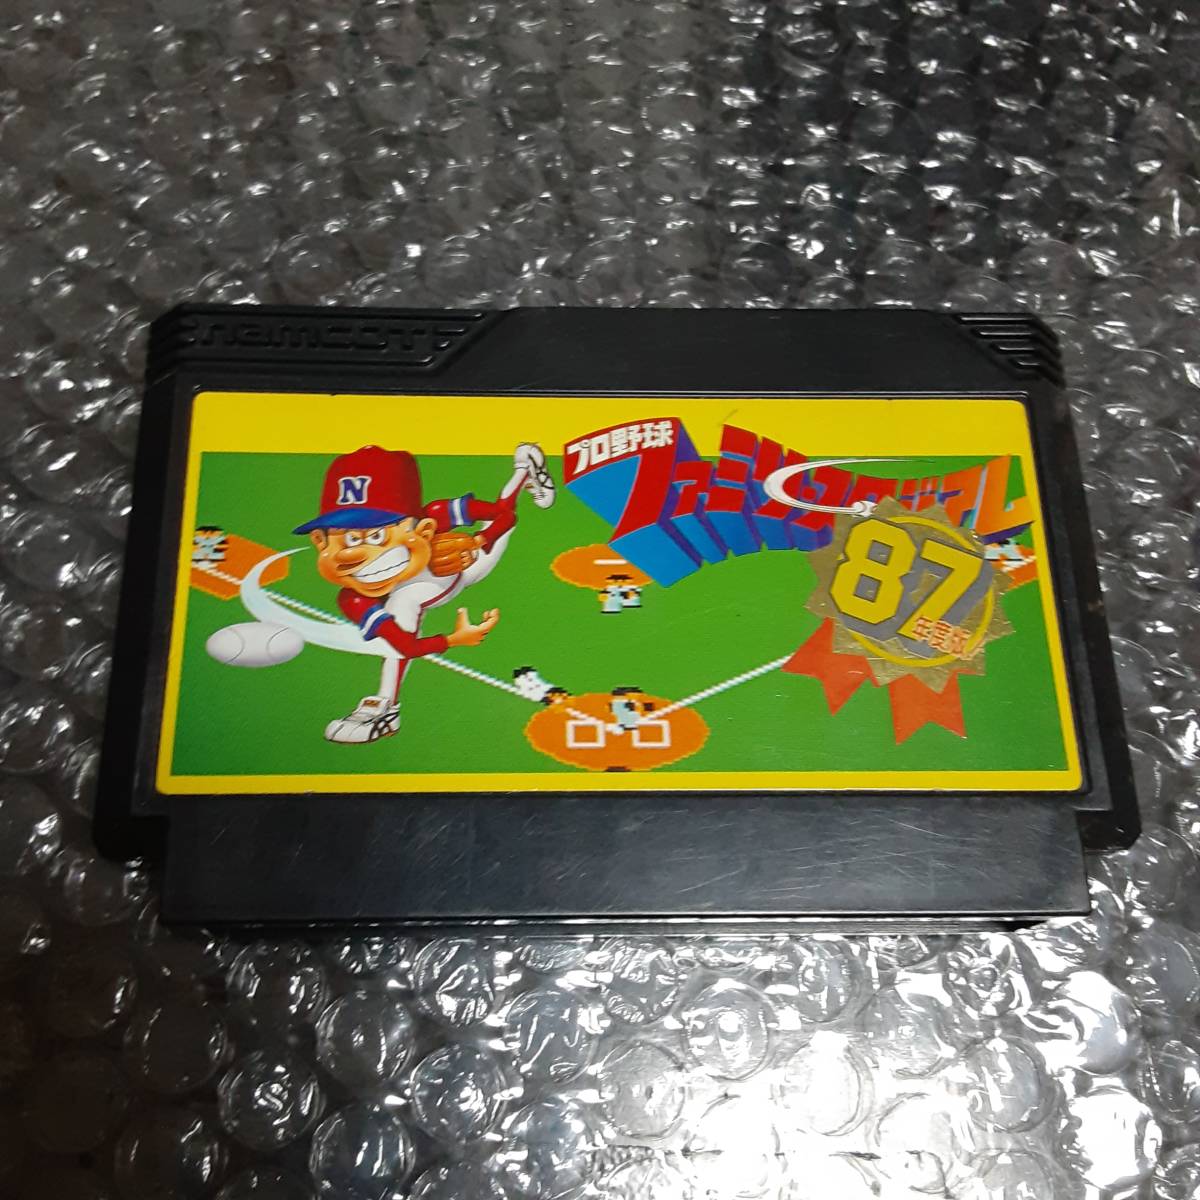 namcot
N
プロ野球
ファミリースタジアム
87
年度版